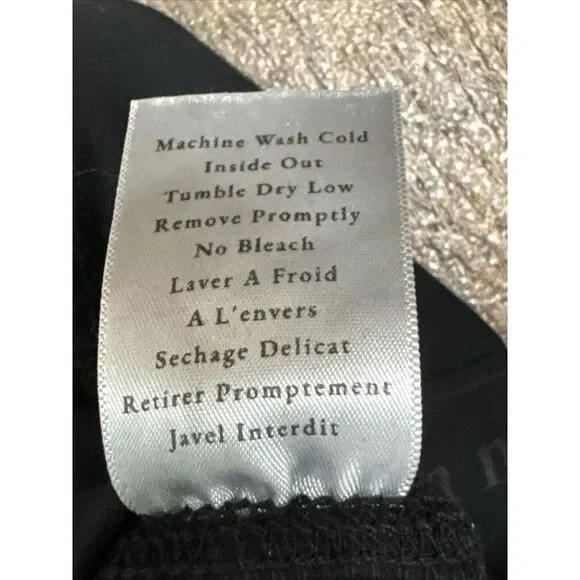 Machine Wash Cold
Inside Out
Tumble Dry Low
Remove Promptly
No Bleach
Laver A Froid
A L'envers
Sechage Delicat
Retirer Promptement
Javel Interdit